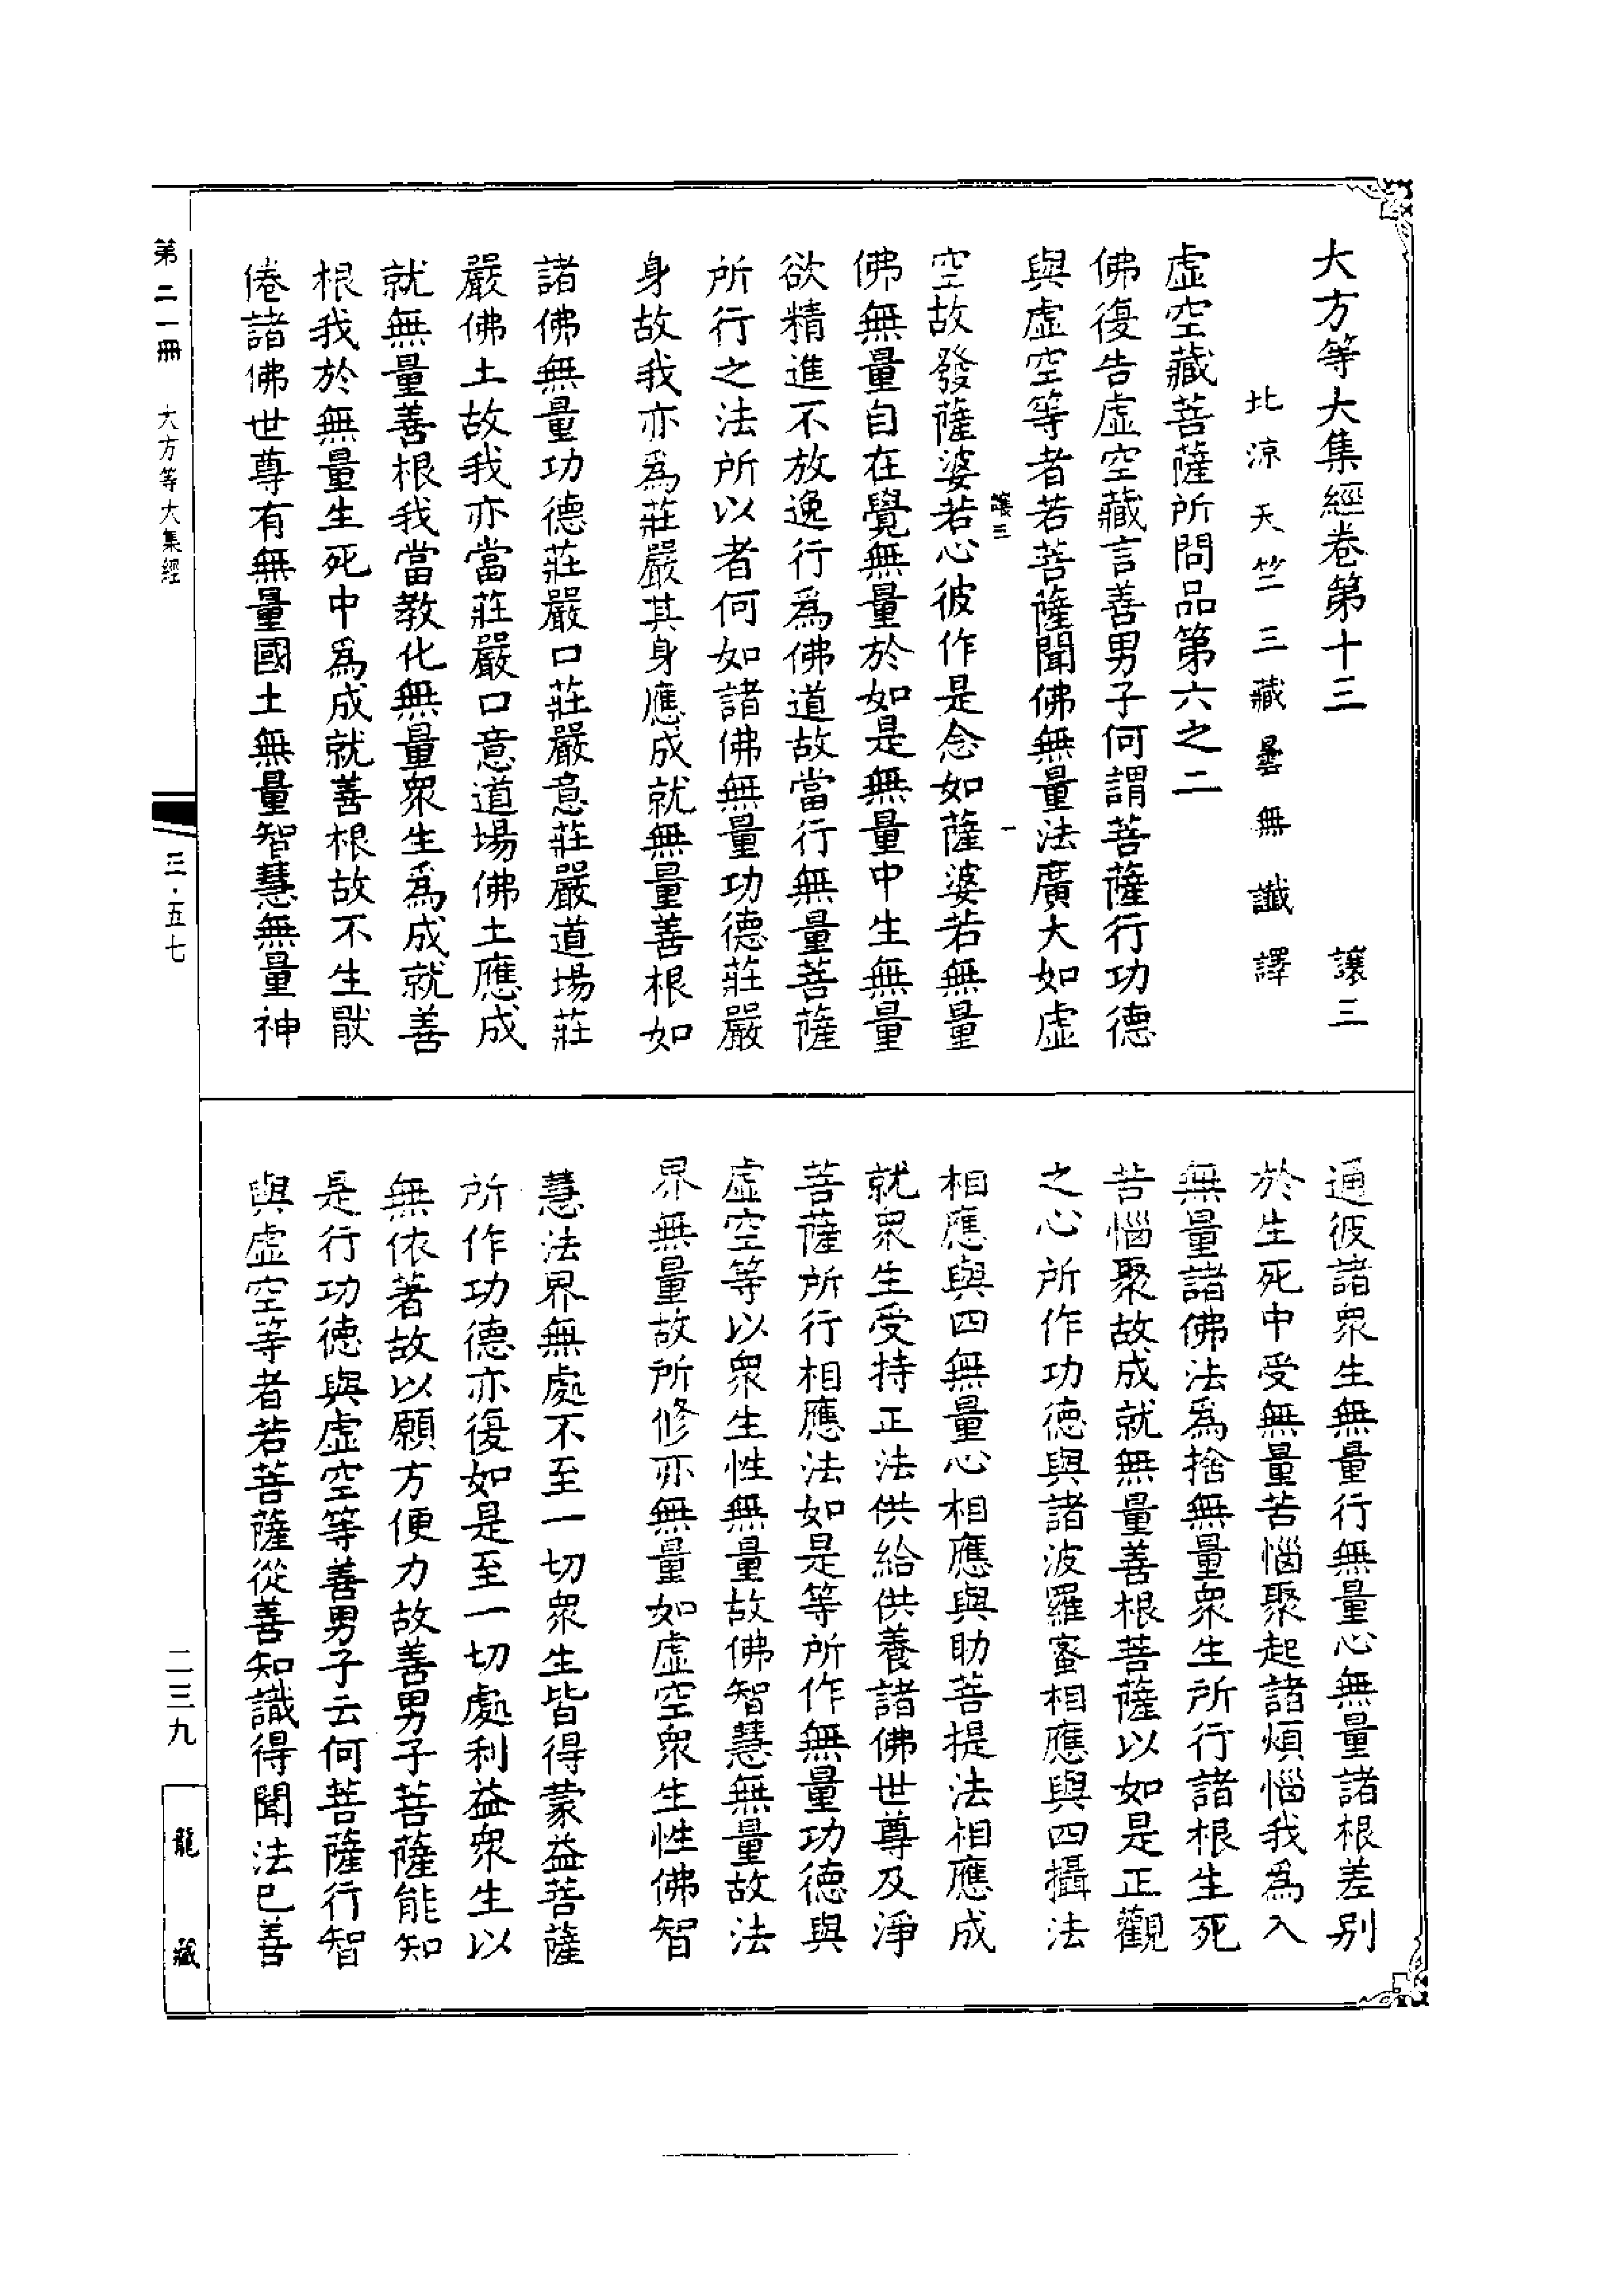 大方等大集經卷第十三 讓三
北涼天竺三藏曇無讖譯
虛空藏菩薩所問品第六之二
佛復告虛空藏言善男子何謂菩薩行功德
與虛空等者若菩薩聞佛無量法廣大如虛
讓三 一
空故發薩婆若心彼作是念如薩婆若無量
佛無量自在覺無量於如是無量中生無量
欲精進不放逸行爲佛道故當行無量菩薩
所行之法所以者何如諸佛無量功德莊嚴
身故我亦爲莊嚴其身應成就無量善根如
諸佛無量功德莊嚴口莊嚴意莊嚴道場莊
嚴佛土故我亦當莊嚴口意道場佛土應成
就無量善根我當教化無量衆生爲成就善
根我於無量生死中爲成就善根故不生厭
倦諸佛世尊有無量國土無量智慧無量神
通彼諸衆生無量行無量心無量諸根差别
於生死中受無量苦惱聚起諸煩惱我爲入
無量諸佛法爲捨無量衆生所行諸根生死
苦惱聚故成就無量善根菩薩以如是正觀
之心所作功德與諸波羅蜜相應與四攝法
相應與四無量心相應與助菩提法相應成
就衆生受持正法供給供養諸佛世尊及淨
菩薩所行相應法如是等所作無量功德與
虛空等以衆生性無量故佛智慧無量故法
界無量故所修亦無量如虛空衆生性佛智
慧法界無處不至一切衆生皆得蒙益菩薩
所作功德亦復如是至一切處利益衆生以
無依著故以願方便力故善男子菩薩能知
是行功德與虛空等善男子云何菩薩行智
與虛空等者若菩薩從善知識得聞法已善
第二一冊 大方等大集經
三·五七
二三九
龍藏